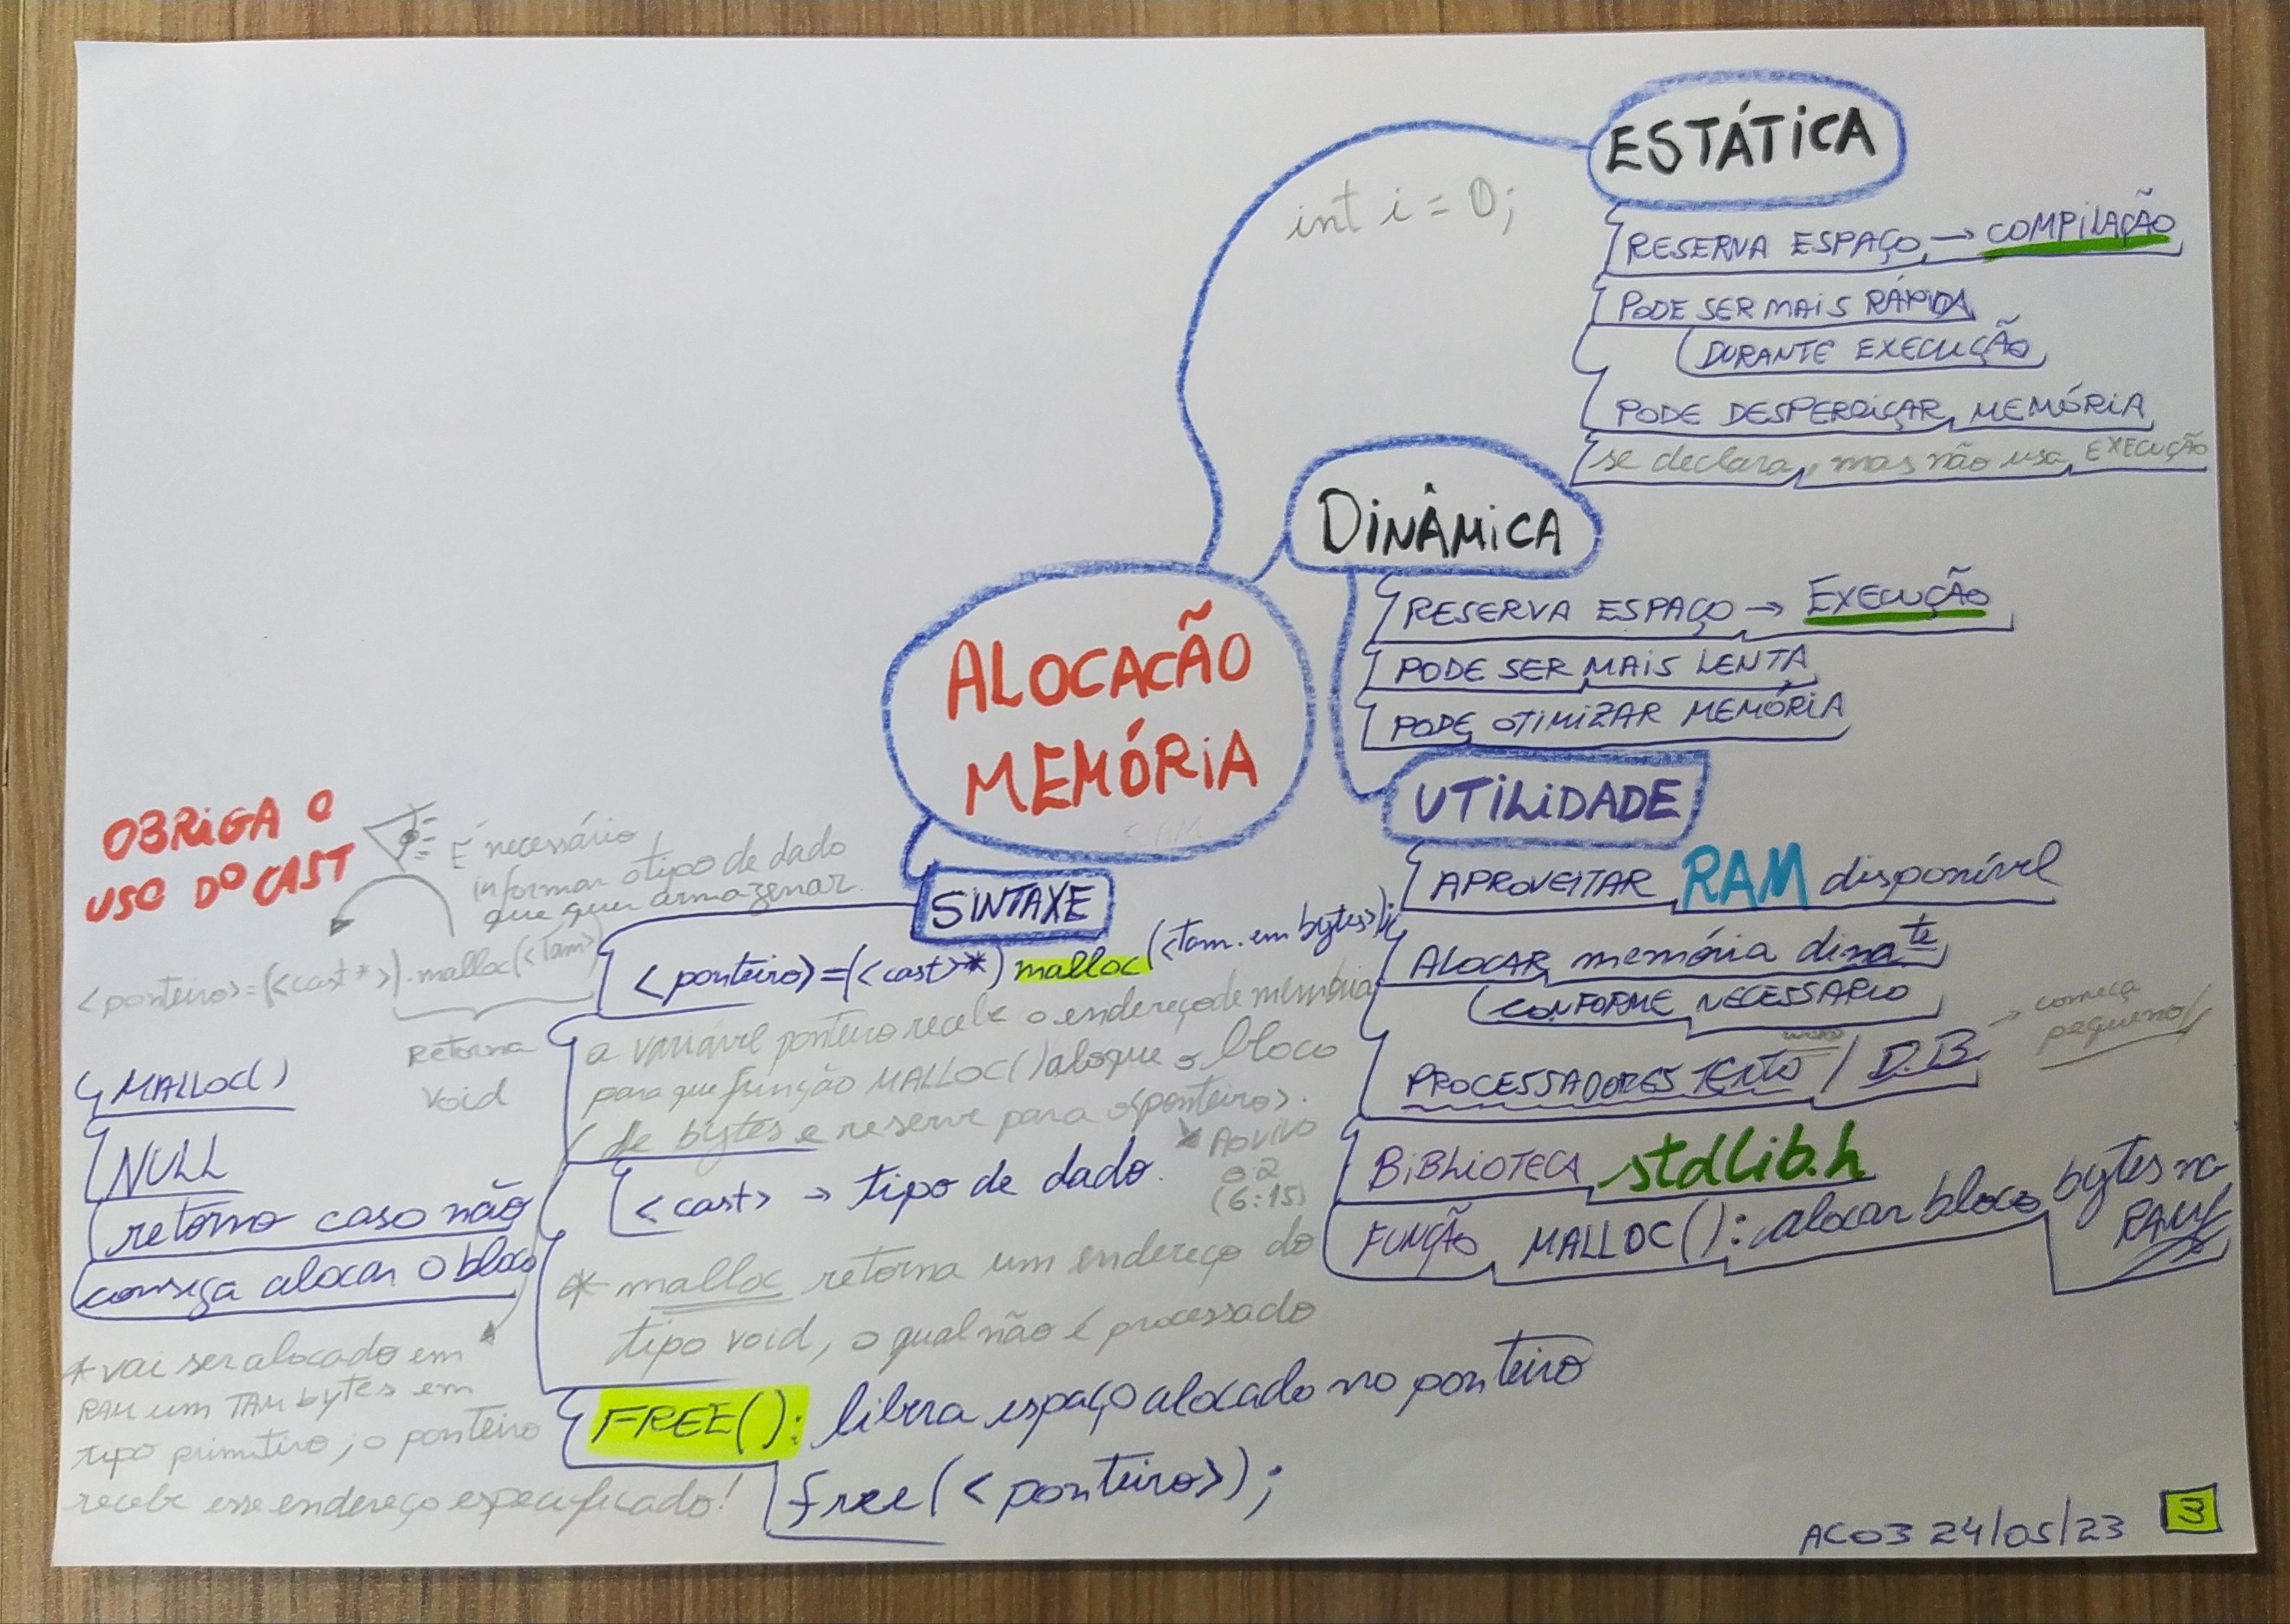 ESTÁTICA
int i = 0;
RESERVA ESPAÇO → COMPILAÇÃO
PODE SER MAIS RÁPIDA
DURANTE EXECUÇÃO
PODE DESPERDIÇAR MEMÓRIA
se declara, mas não usa EXECUÇÃO
DINÂMICA
RESERVA ESPAÇO → EXECUÇÃO
PODE SER MAIS LENTA
PODE OTIMIZAR MEMÓRIA
ALOCACÃO
MEMÓRIA
UTILIDADE
APROVEITAR RAM disponível
ALOCAR memória dinate
CONFORME NECESSARIO
PROCESSADORES TEXTO / D.B → começa
pequeno
BIBLIOTECA stdlib.h
FUNÇÃO MALLOC(): alocar bloco bytes na
RAM
SINTAXE
<ponteiro>=(<cast>*) malloc(<tam. em bytes>);
a variável ponteiro recebe o endereço de memória
para que função MALLOC() aloque o bloco
de bytes e reserve para o <ponteiro>.
AO VIVO
02
(6:15)
<cast> → tipo de dado.
* malloc retorna um endereço do
tipo void, o qual não é processado
FREE(): libera espaço alocado no ponteiro
free(<ponteiro>);
OBRIGA O
USO DO CAST
É necessário
informar o tipo de dado
que quer armazenar.
<ponteiro>=(<cast*>).malloc(<tam>)
Retorna
Void
MALLOC()
NULL
retorno caso não
consiga alocar o bloco
* vai ser alocado em
RAM um TAM bytes em
tipo primitivo; o ponteiro
recebe esse endereço especificado!
AC03 24/05/23 3